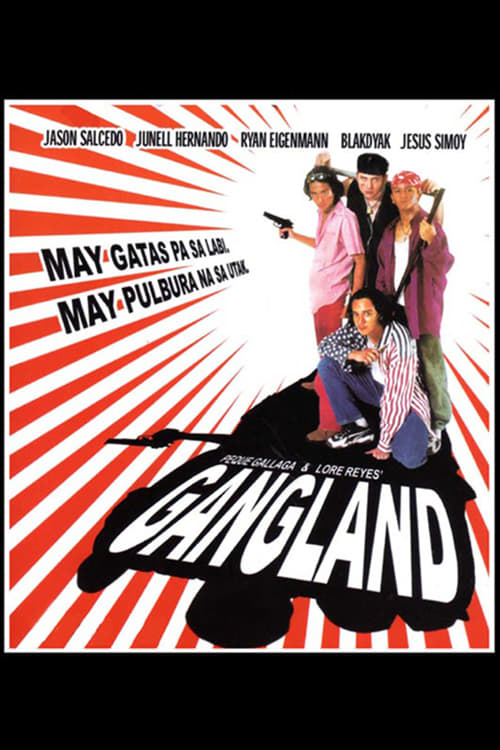 JASON SALCEDO JUNELL HERNANDO RYAN EIGENMANN BLAKDYAK JESUS SIMOY
MAY GATAS PA SA LABI.
MAY PULBURA NA SA UTAK.
PEQUE GALLAGA & LORE REYES'
GANGLAND